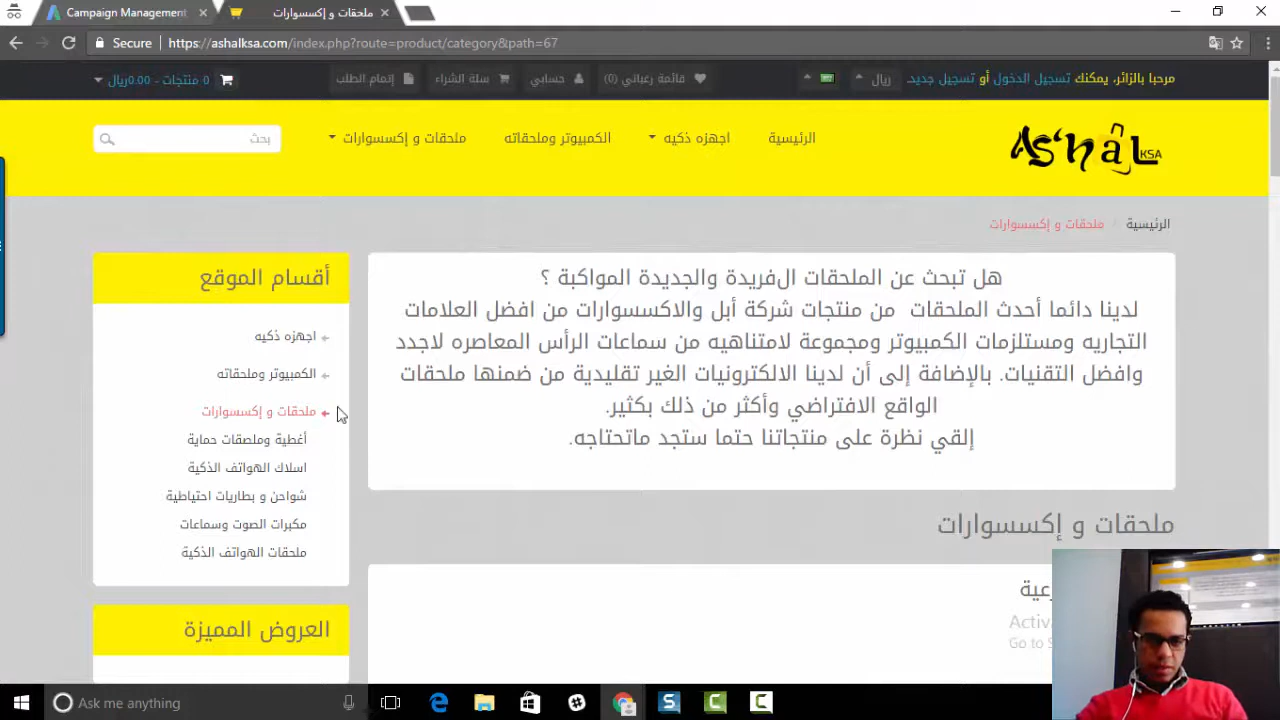 Campaign Management
ملحقات و إكسسوارات
Secure
https://ashalksa.com/index.php?route=product/category&path=67
مرحبا بالزائر, يمكنك تسجيل الدخول أو تسجيل جديد.
ريال
قائمة رغباتي (0)
حسابي
سلة الشراء
إتمام الطلب
0 منتجات - 0.00ريال
As'haL KSA
الرئيسية
اجهزه ذكيه
الكمبيوتر وملحقاته
ملحقات و إكسسوارات
بحث
الرئيسية / ملحقات و إكسسوارات
هل تبحث عن الملحقات الفريدة والجديدة المواكبة ؟
لدينا دائما أحدث الملحقات من منتجات شركة أبل والاكسسوارات من افضل العلامات
التجاريه ومستلزمات الكمبيوتر ومجموعة لامتناهيه من سماعات الرأس المعاصره لاجدد
وافضل التقنيات. بالإضافة إلى أن لدينا الالكترونيات الغير تقليدية من ضمنها ملحقات
الواقع الافتراضي وأكثر من ذلك بكثير.
إلقي نظرة على منتجاتنا حتما ستجد ماتحتاجه.
أقسام الموقع
اجهزه ذكيه
الكمبيوتر وملحقاته
ملحقات و إكسسوارات
أغطية وملصقات حماية
اسلاك الهواتف الذكية
شواحن و بطاريات احتياطية
مكبرات الصوت وسماعات
ملحقات الهواتف الذكية
العروض المميزة
ملحقات و إكسسوارات
Go to S
Ask me anything